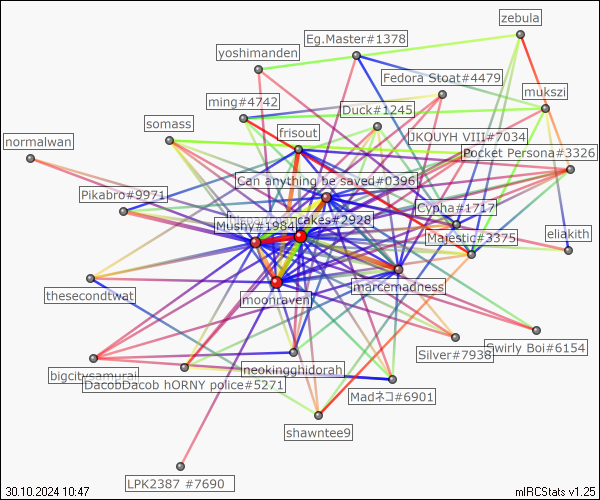 zebula
Eg.Master#1378
yoshimanden
Fedora Stoat#4479
mukszi
ming#4742
Duck#1245
somass
frisout
JKOUYH VIII#7034
normalwan
Pocket Persona#3326
Can anything be saved#0396
Pikabro#9971
Cypha#1717
cakes#2928
Mushy#1984
eliakith
Majestic#3375
marcemadness
thesecondtwat
moonraven
Swirly Boi#6154
Silver#7938
neokingghidorah
bigcitysamurai
DacobDacob hORNY police#5271
Madネコ#6901
shawntee9
LPK2387 #7690
30.10.2024 10:47
mIRCStats v1.25